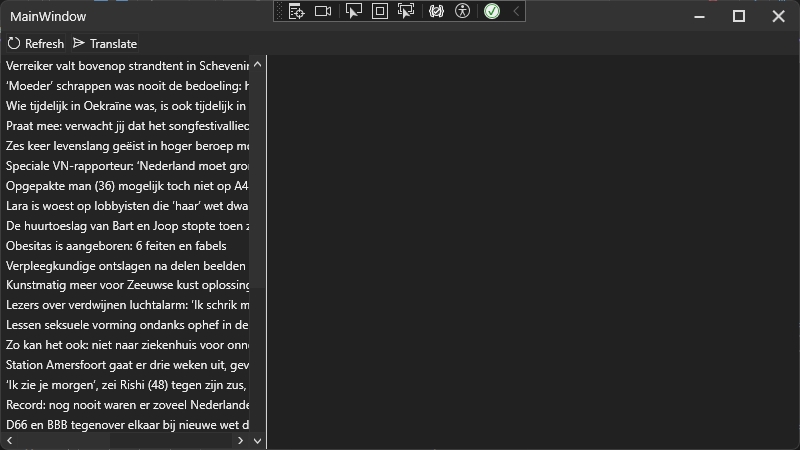 MainWindow
Refresh Translate
Verreiker valt bovenop strandtent in Schevenin
‘Moeder’ schrappen was nooit de bedoeling: h
Wie tijdelijk in Oekraïne was, is ook tijdelijk in
Praat mee: verwacht jij dat het songfestivallied
Zes keer levenslang geëist in hoger beroep mo
Speciale VN-rapporteur: ‘Nederland moet gro
Opgepakte man (36) mogelijk toch niet op A4
Lara is woest op lobbyisten die ‘haar’ wet dwa
De huurtoeslag van Bart en Joop stopte toen z
Obesitas is aangeboren: 6 feiten en fabels
Verpleegkundige ontslagen na delen beelden
Kunstmatig meer voor Zeeuwse kust oplossing
Lezers over verdwijnen luchtalarm: ‘Ik schrik m
Lessen seksuele vorming ondanks ophef in de
Zo kan het ook: niet naar ziekenhuis voor onn
Station Amersfoort gaat er drie weken uit, gev
‘Ik zie je morgen’, zei Rishi (48) tegen zijn zus,
Record: nog nooit waren er zoveel Nederlande
D66 en BBB tegenover elkaar bij nieuwe wet d